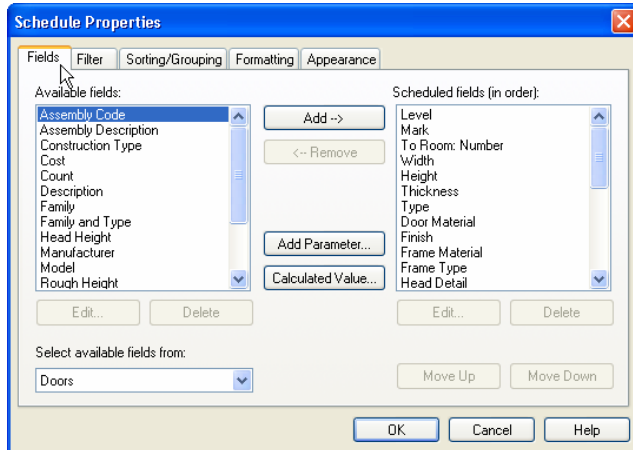 Schedule Properties
Fields Filter Sorting/Grouping Formatting Appearance
Available fields:
Assembly Code
Assembly Description
Construction Type
Cost
Count
Description
Family
Family and Type
Head Height
Manufacturer
Model
Rough Height
Add -->
<-- Remove
Add Parameter...
Calculated Value...
Scheduled fields (in order):
Level
Mark
To Room: Number
Width
Height
Thickness
Type
Door Material
Finish
Frame Material
Frame Type
Head Detail
Edit... Delete
Edit... Delete
Select available fields from:
Doors
Move Up Move Down
OK Cancel Help